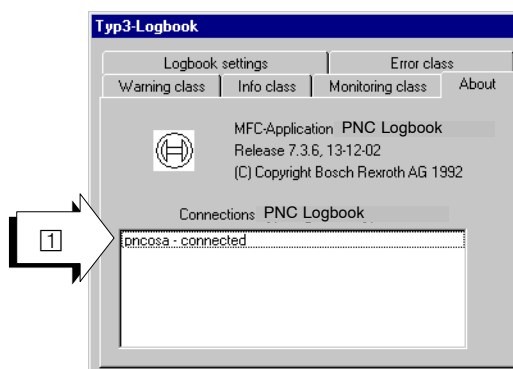 Typ3-Logbook
Logbook settings
Error class
Warning class
Info class
Monitoring class
About
MFC-Application PNC Logbook
Release 7.3.6, 13-12-02
(C) Copyright Bosch Rexroth AG 1992
Connections PNC Logbook
1
pncosa - connected